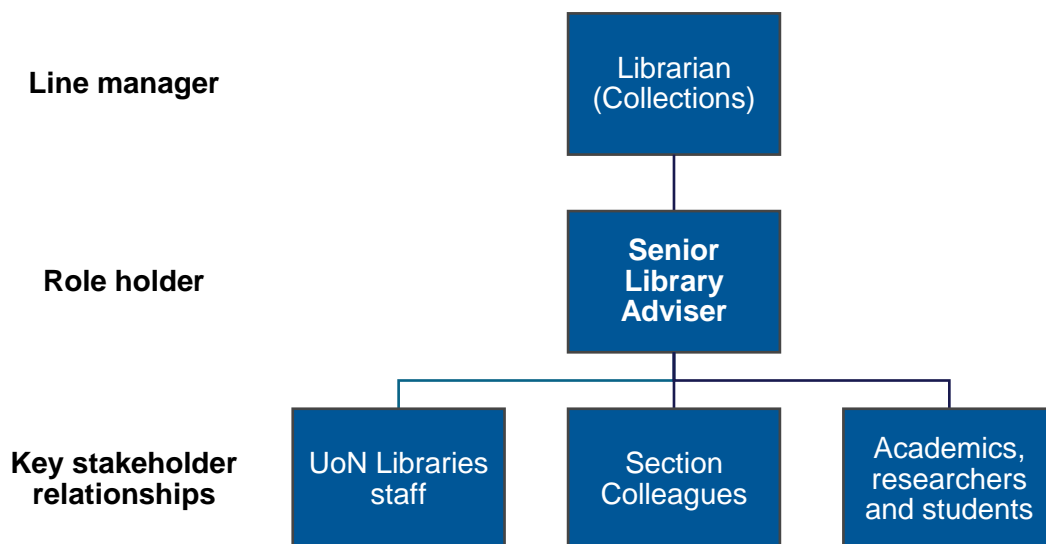 Line manager
Librarian
(Collections)
Role holder
Senior
Library
Adviser
Key stakeholder
relationships
UoN Libraries
staff
Section
Colleagues
Academics,
researchers
and students